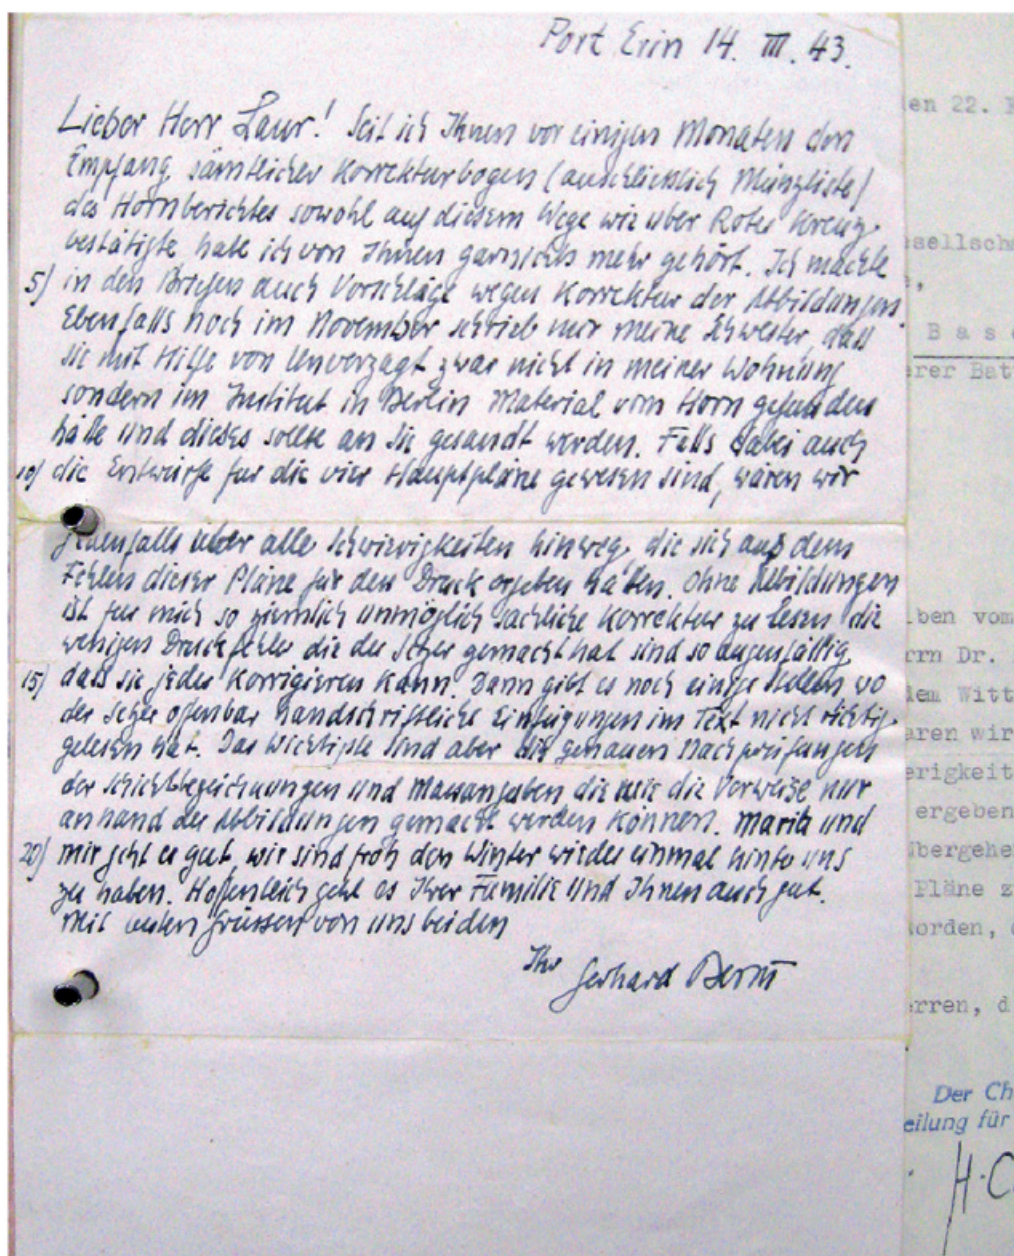 Port Erin 14. III. 43.
Lieber Herr Laur! Seit ich Ihnen vor einigen Monaten den
Empfang sämtlicher Korrekturbogen (ausschliesslich Münzliste)
des Hornberichtes sowohl auf diesem Wege wie über Rotes Kreuz
bestätigte habe ich von Ihnen garnichts mehr gehört. Ich machte
5) in den Briefen auch Vorschläge wegen Korrektur der Abbildungen.
Ebenfalls noch im November schrieb mir meine Schwester, dass
sie mit Hilfe von Unverzagt zwar nicht in meiner Wohnung
sondern im Institut in Berlin Material vom Horn gefunden
hätte und dieses sollte an Sie gesandt werden. Falls dabei auch
10) die Entwürfe für die vier Hauptpläne gewesen sind, wären wir
jedenfalls über alle Schwierigkeiten hinweg, die sich aus dem
Fehlen dieser Pläne für den Druck ergeben hätten. Ohne Abbildungen
ist für mich so ziemlich unmöglich sachliche Korrektur zu lesen die
wenigen Druckfehler die der Setzer gemacht hat sind so augenfällig,
15) dass sie jeder korrigieren kann. Dann gibt es noch einige Stellen wo
der Setzer offenbar handschriftliche Einfügungen im Text nicht richtig
gelesen hat. Das Wichtigste sind aber die genauen Nachprüfungen
der Schichtbezeichnungen und Massangaben die wie die Verweise nur
an hand der Abbildungen gemacht werden können. Maria und
20) mir geht es gut, wir sind froh den Winter wieder einmal hinter uns
zu haben. Hoffentlich geht es Ihrer Familie und Ihnen auch gut.
Mit vielen Grüssen von uns beiden
Ihr Gerhard Bersu
en 22.
sellscha
Bas
rer Bat
ben vom
rrn Dr.
lem Witt
aren wir
erigkeit
ergeben
bergehe
Pläne z
orden,
rren, d
Der Ch
eilung für
H.C